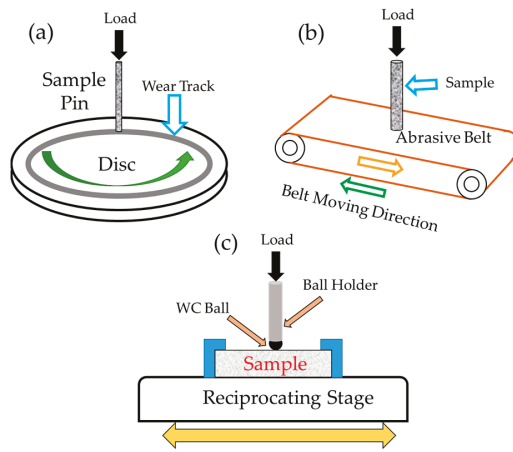 (a)
Load
Sample
Pin
Wear Track
Disc
(b)
Load
Sample
Abrasive Belt
Belt Moving Direction
(c)
Load
Ball Holder
WC Ball
Sample
Reciprocating Stage